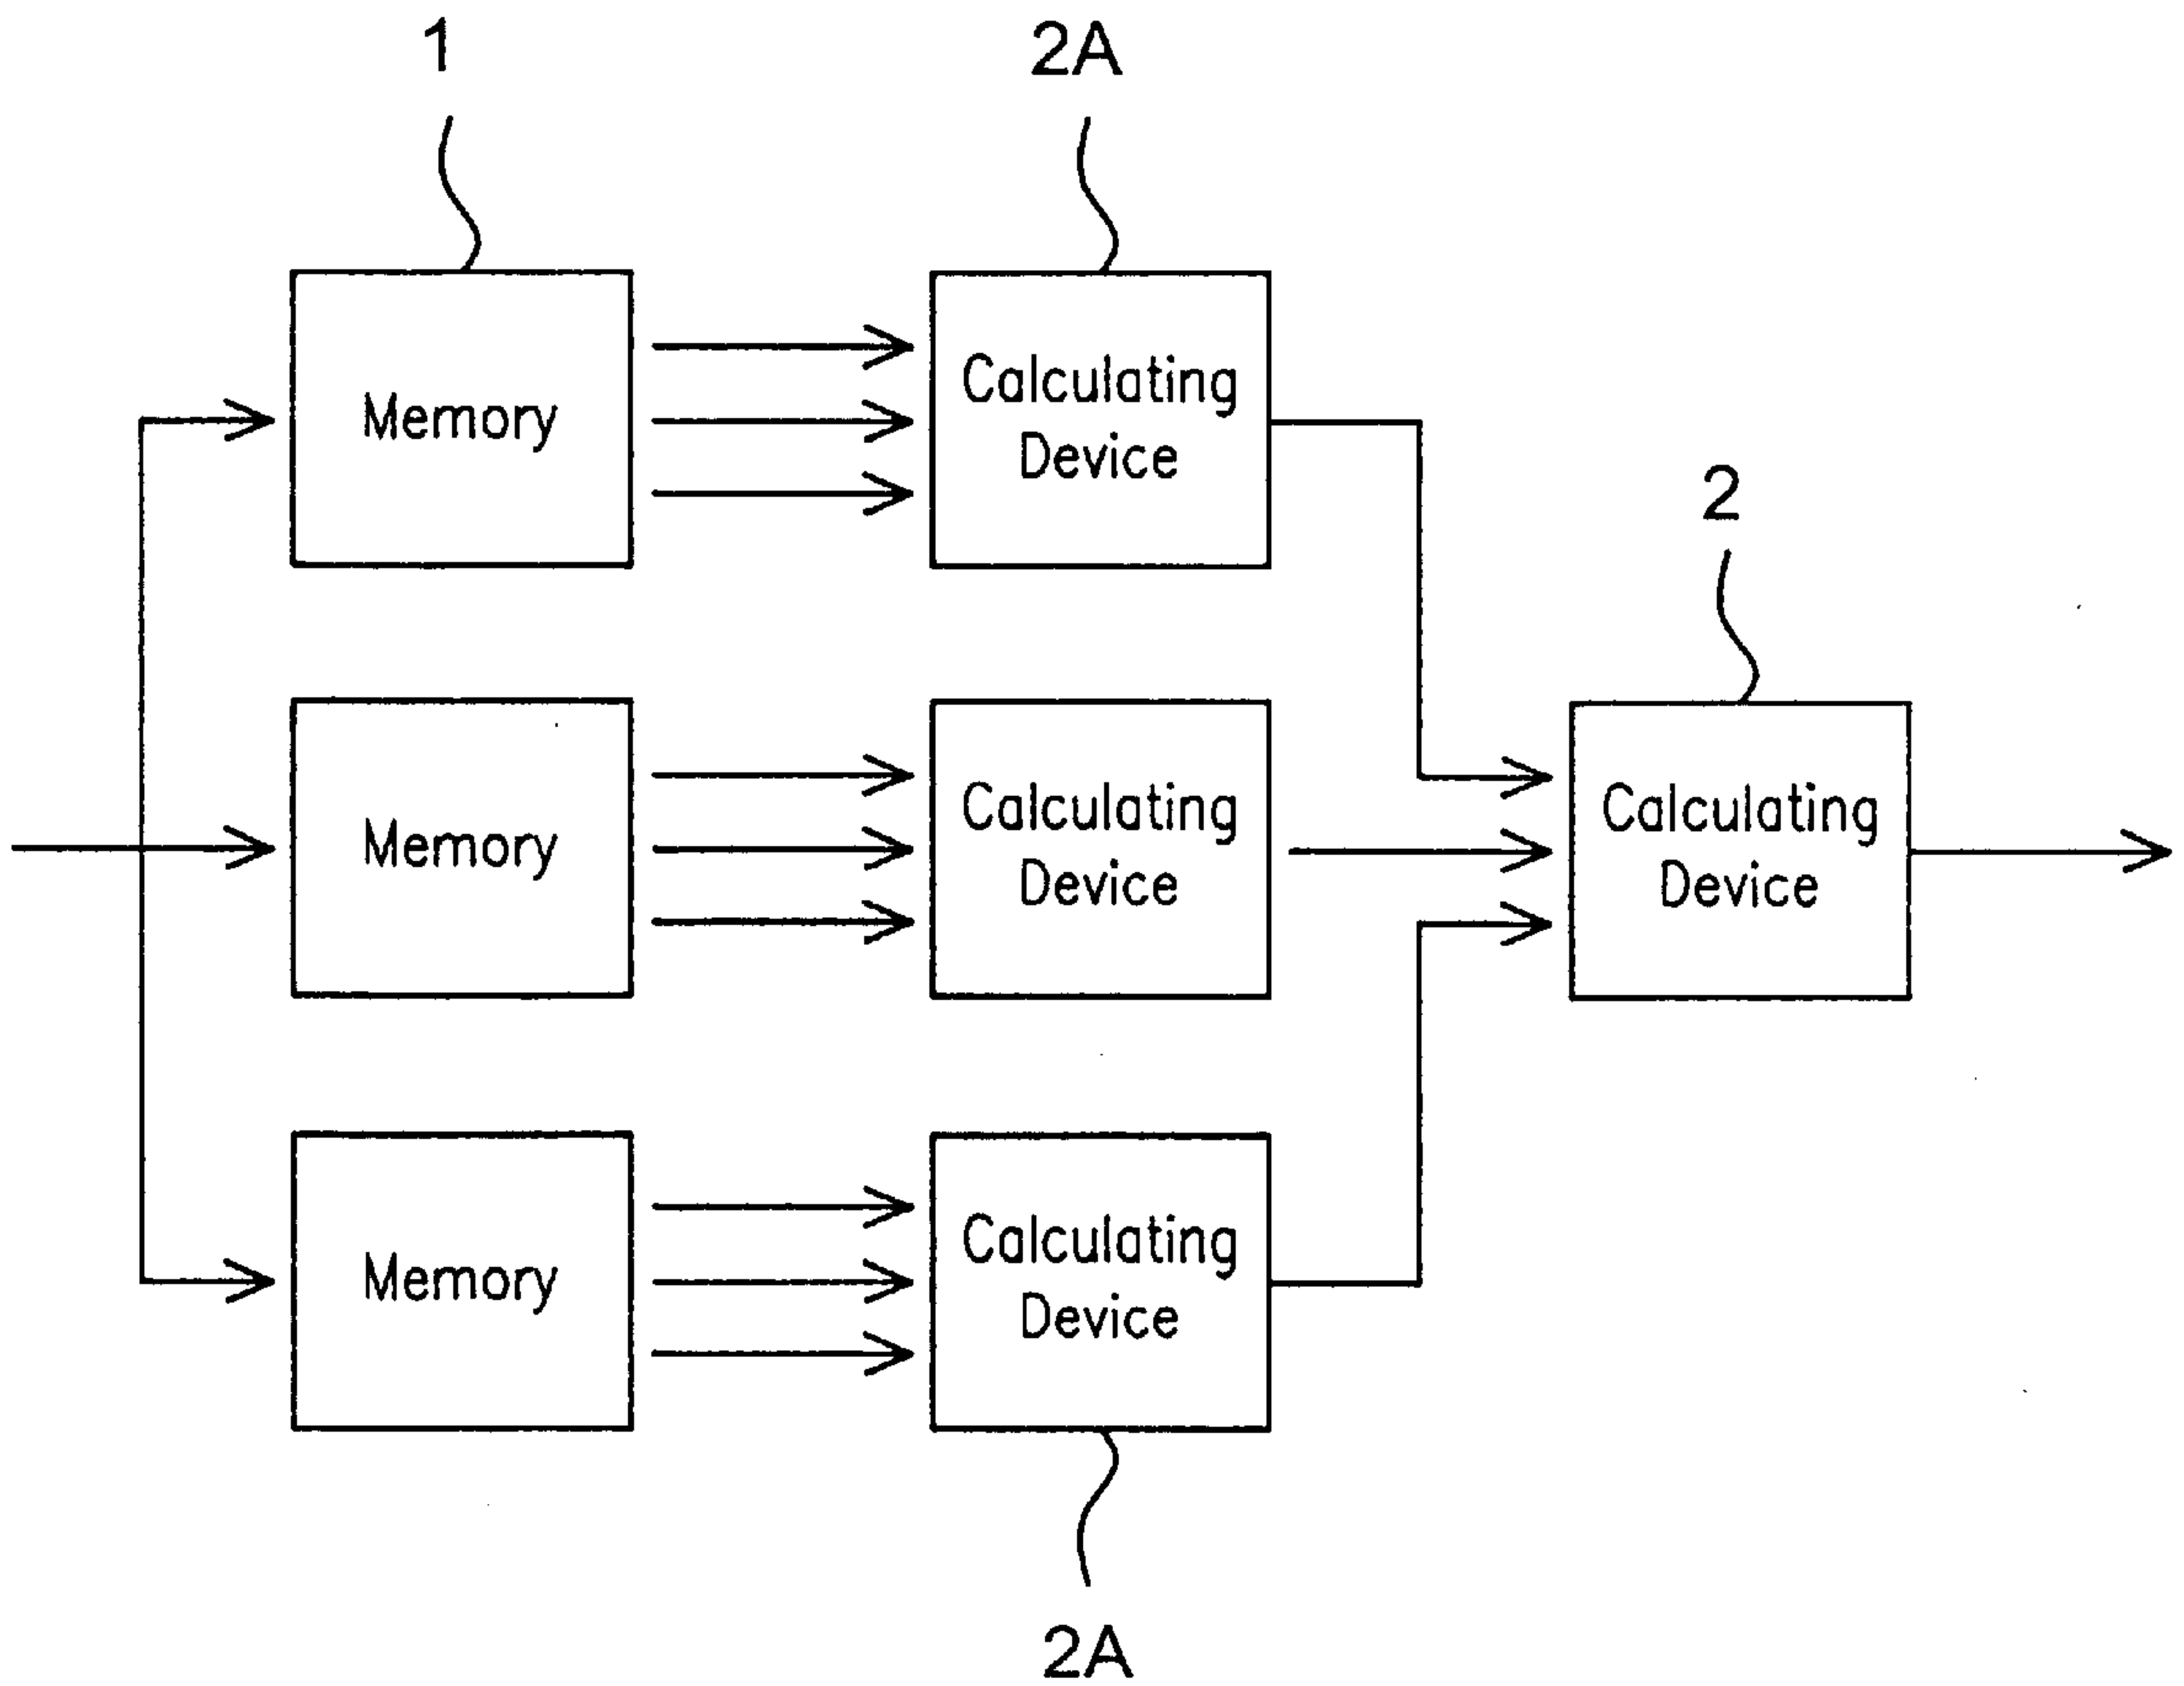 1
2A
Memory
Calculating
Device
2
Memory
Calculating
Device
Calculating
Device
Memory
Calculating
Device
2A